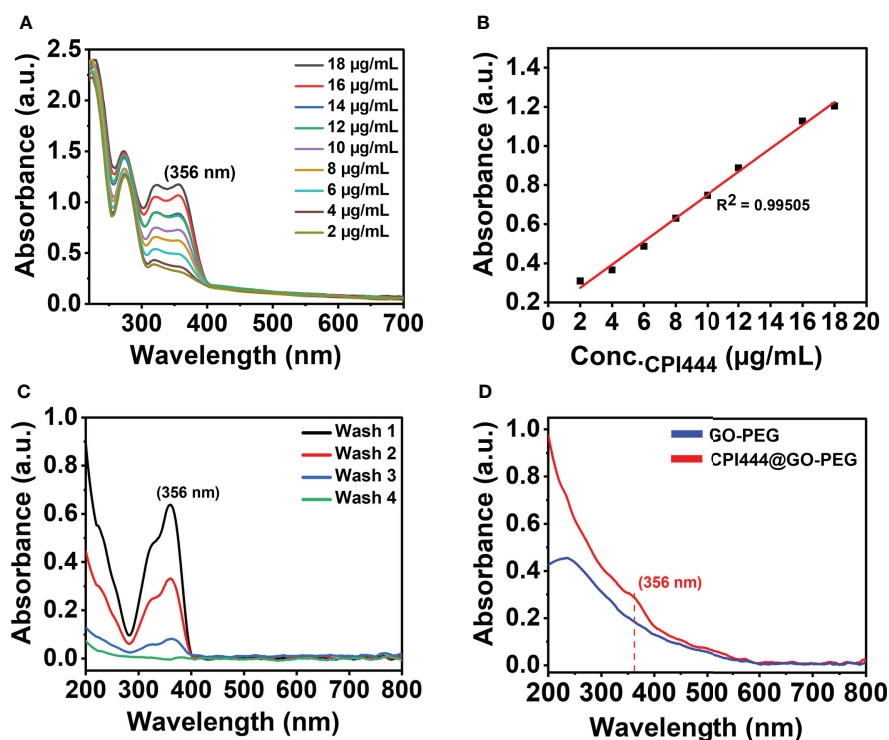 A
Absorbance (a.u.)
2.5
2.0
1.5
1.0
0.5
0.0
(356 nm)
18 µg/mL
16 µg/mL
14 µg/mL
12 µg/mL
10 µg/mL
8 µg/mL
6 µg/mL
4 µg/mL
2 µg/mL
300 400 500 600 700
Wavelength (nm)
B
Absorbance (a.u.)
1.4
1.2
1.0
0.8
0.6
0.4
0.2
R² = 0.99505
0 2 4 6 8 10 12 14 16 18 20
Conc.CPI444 (µg/mL)
C
Absorbance (a.u.)
1.0
0.8
0.6
0.4
0.2
0.0
(356 nm)
Wash 1
Wash 2
Wash 3
Wash 4
200 300 400 500 600 700 800
Wavelength (nm)
D
Absorbance (a.u.)
1.0
0.8
0.6
0.4
0.2
0.0
GO-PEG
CPI444@GO-PEG
(356 nm)
200 300 400 500 600 700 800
Wavelength (nm)